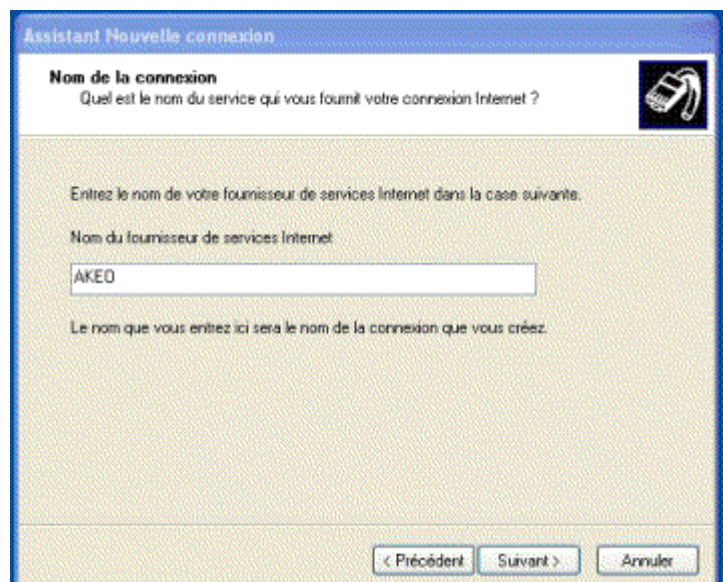 Assistant Nouvelle connexion
Nom de la connexion
Quel est le nom du service qui vous fournit votre connexion Internet ?
Entrez le nom de votre fournisseur de services Internet dans la case suivante.
Nom du fournisseur de services Internet
AKEO
Le nom que vous entrez ici sera le nom de la connexion que vous créez.
< Précédent Suivant > Annuler